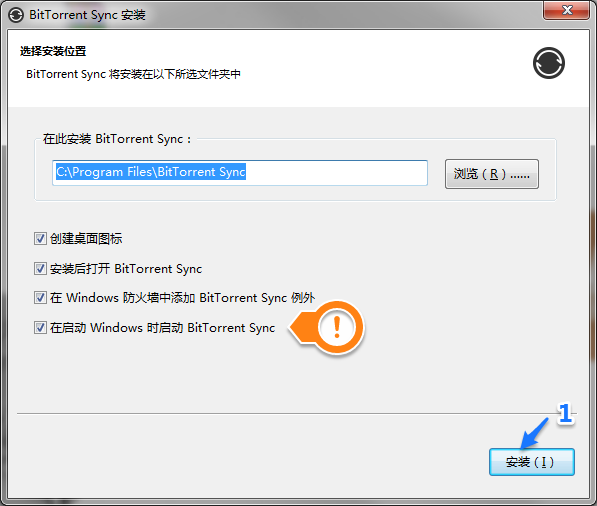 BitTorrent Sync 安装
选择安装位置
BitTorrent Sync 将安装在以下所选文件夹中
在此安装 BitTorrent Sync：
C:\Program Files\BitTorrent Sync
浏览（R）......
创建桌面图标
安装后打开 BitTorrent Sync
在 Windows 防火墙中添加 BitTorrent Sync 例外
在启动 Windows 时启动 BitTorrent Sync
!
1
安装（I）